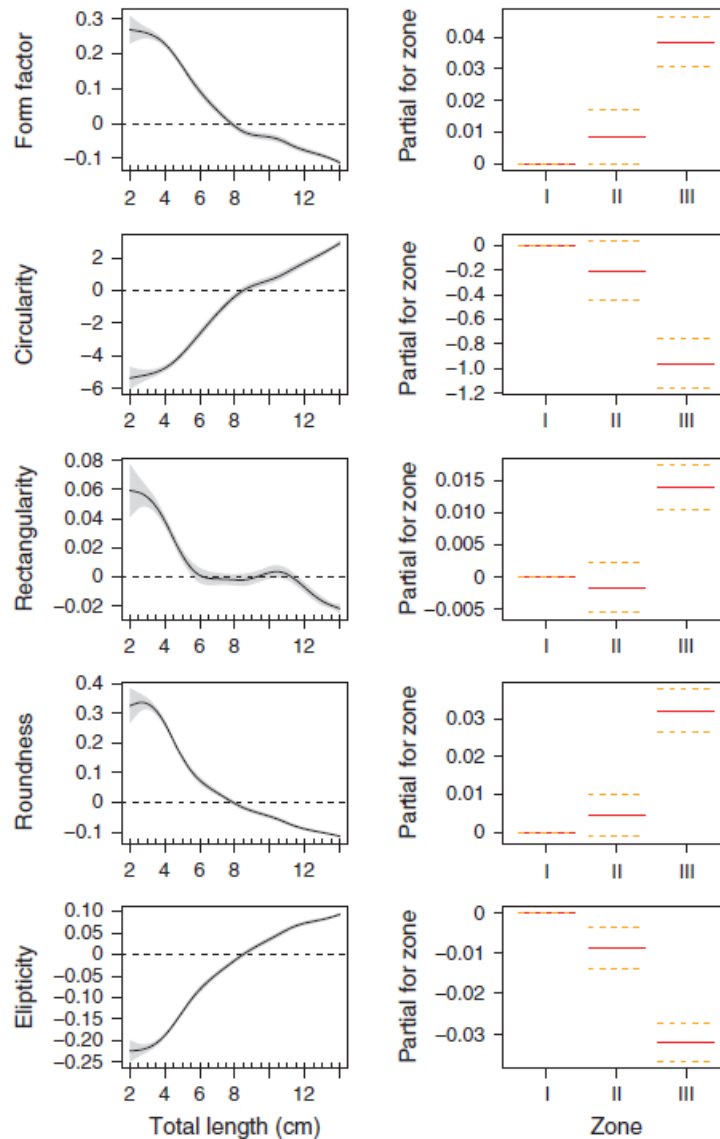 Form factor
0.3
0.2
0.1
0
−0.1
2 4 6 8 12
Partial for zone
0.04
0.03
0.02
0.01
0
I II III
Circularity
2
0
−2
−4
−6
2 4 6 8 12
Partial for zone
0
−0.2
−0.4
−0.6
−0.8
−1.0
−1.2
I II III
Rectangularity
0.08
0.06
0.04
0.02
0
−0.02
2 4 6 8 12
Partial for zone
0.015
0.010
0.005
0
−0.005
I II III
Roundness
0.4
0.3
0.2
0.1
0
−0.1
2 4 6 8 12
Partial for zone
0.03
0.01
0
I II III
Elipticity
0.10
0.05
0
−0.05
−0.10
−0.15
−0.20
−0.25
2 4 6 8 12
Total length (cm)
Partial for zone
0
−0.01
−0.02
−0.03
I II III
Zone